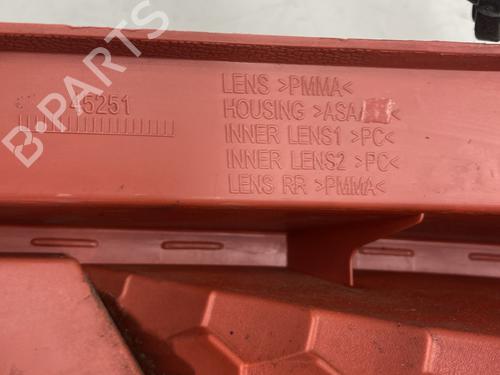 LENS >PMMA<
HOUSING >ASA/ <
INNER LENS1 >PC<
INNER LENS2 >PC<
LENS RR >PMMA<
45251
B-PARTS